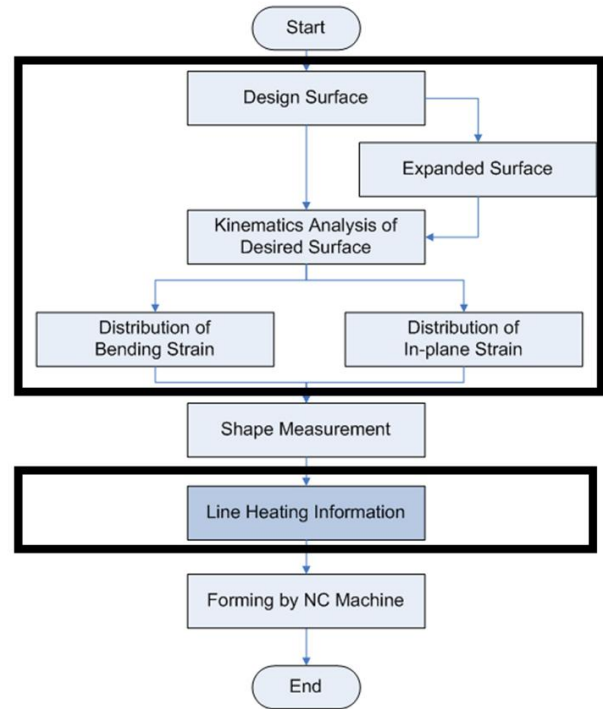 Start
Design Surface
Expanded Surface
Kinematics Analysis of
Desired Surface
Distribution of
Bending Strain
Distribution of
In-plane Strain
Shape Measurement
Line Heating Information
Forming by NC Machine
End